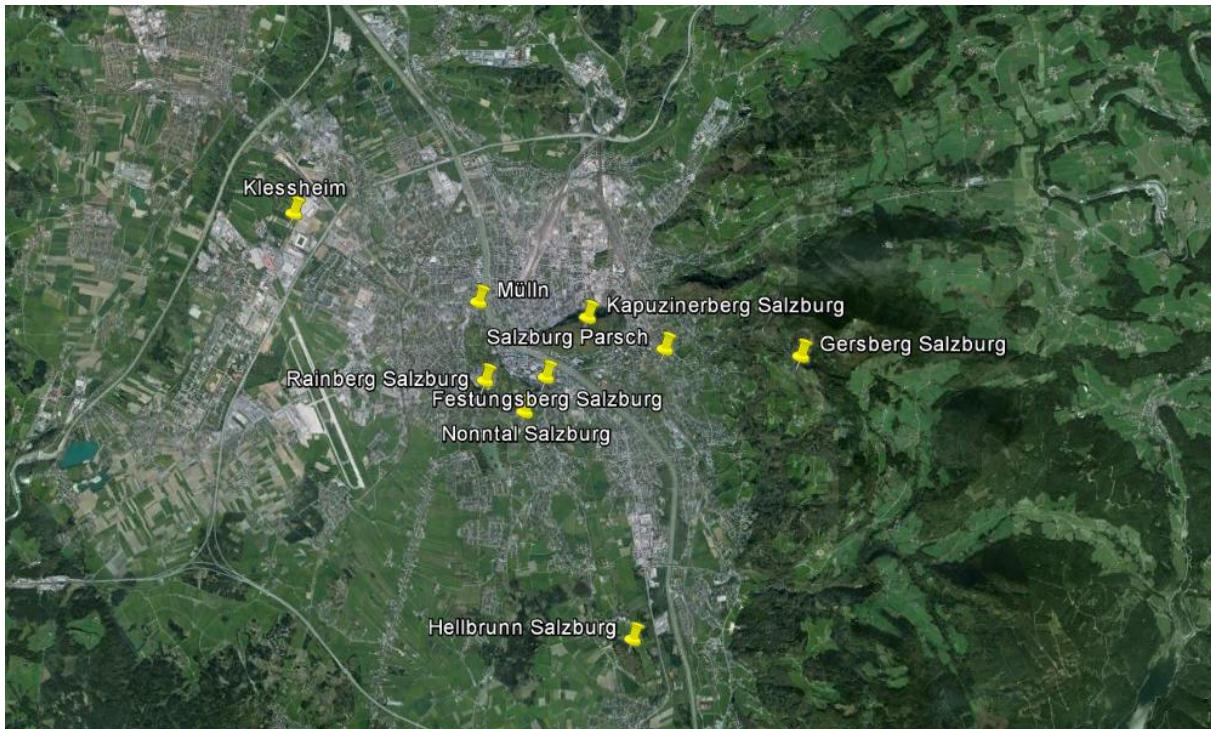 Klessheim
Mülln
Kapuzinerberg Salzburg
Salzburg Parsch
Gersberg Salzburg
Rainberg Salzburg
Festungsberg Salzburg
Nonntal Salzburg
Hellbrunn Salzburg